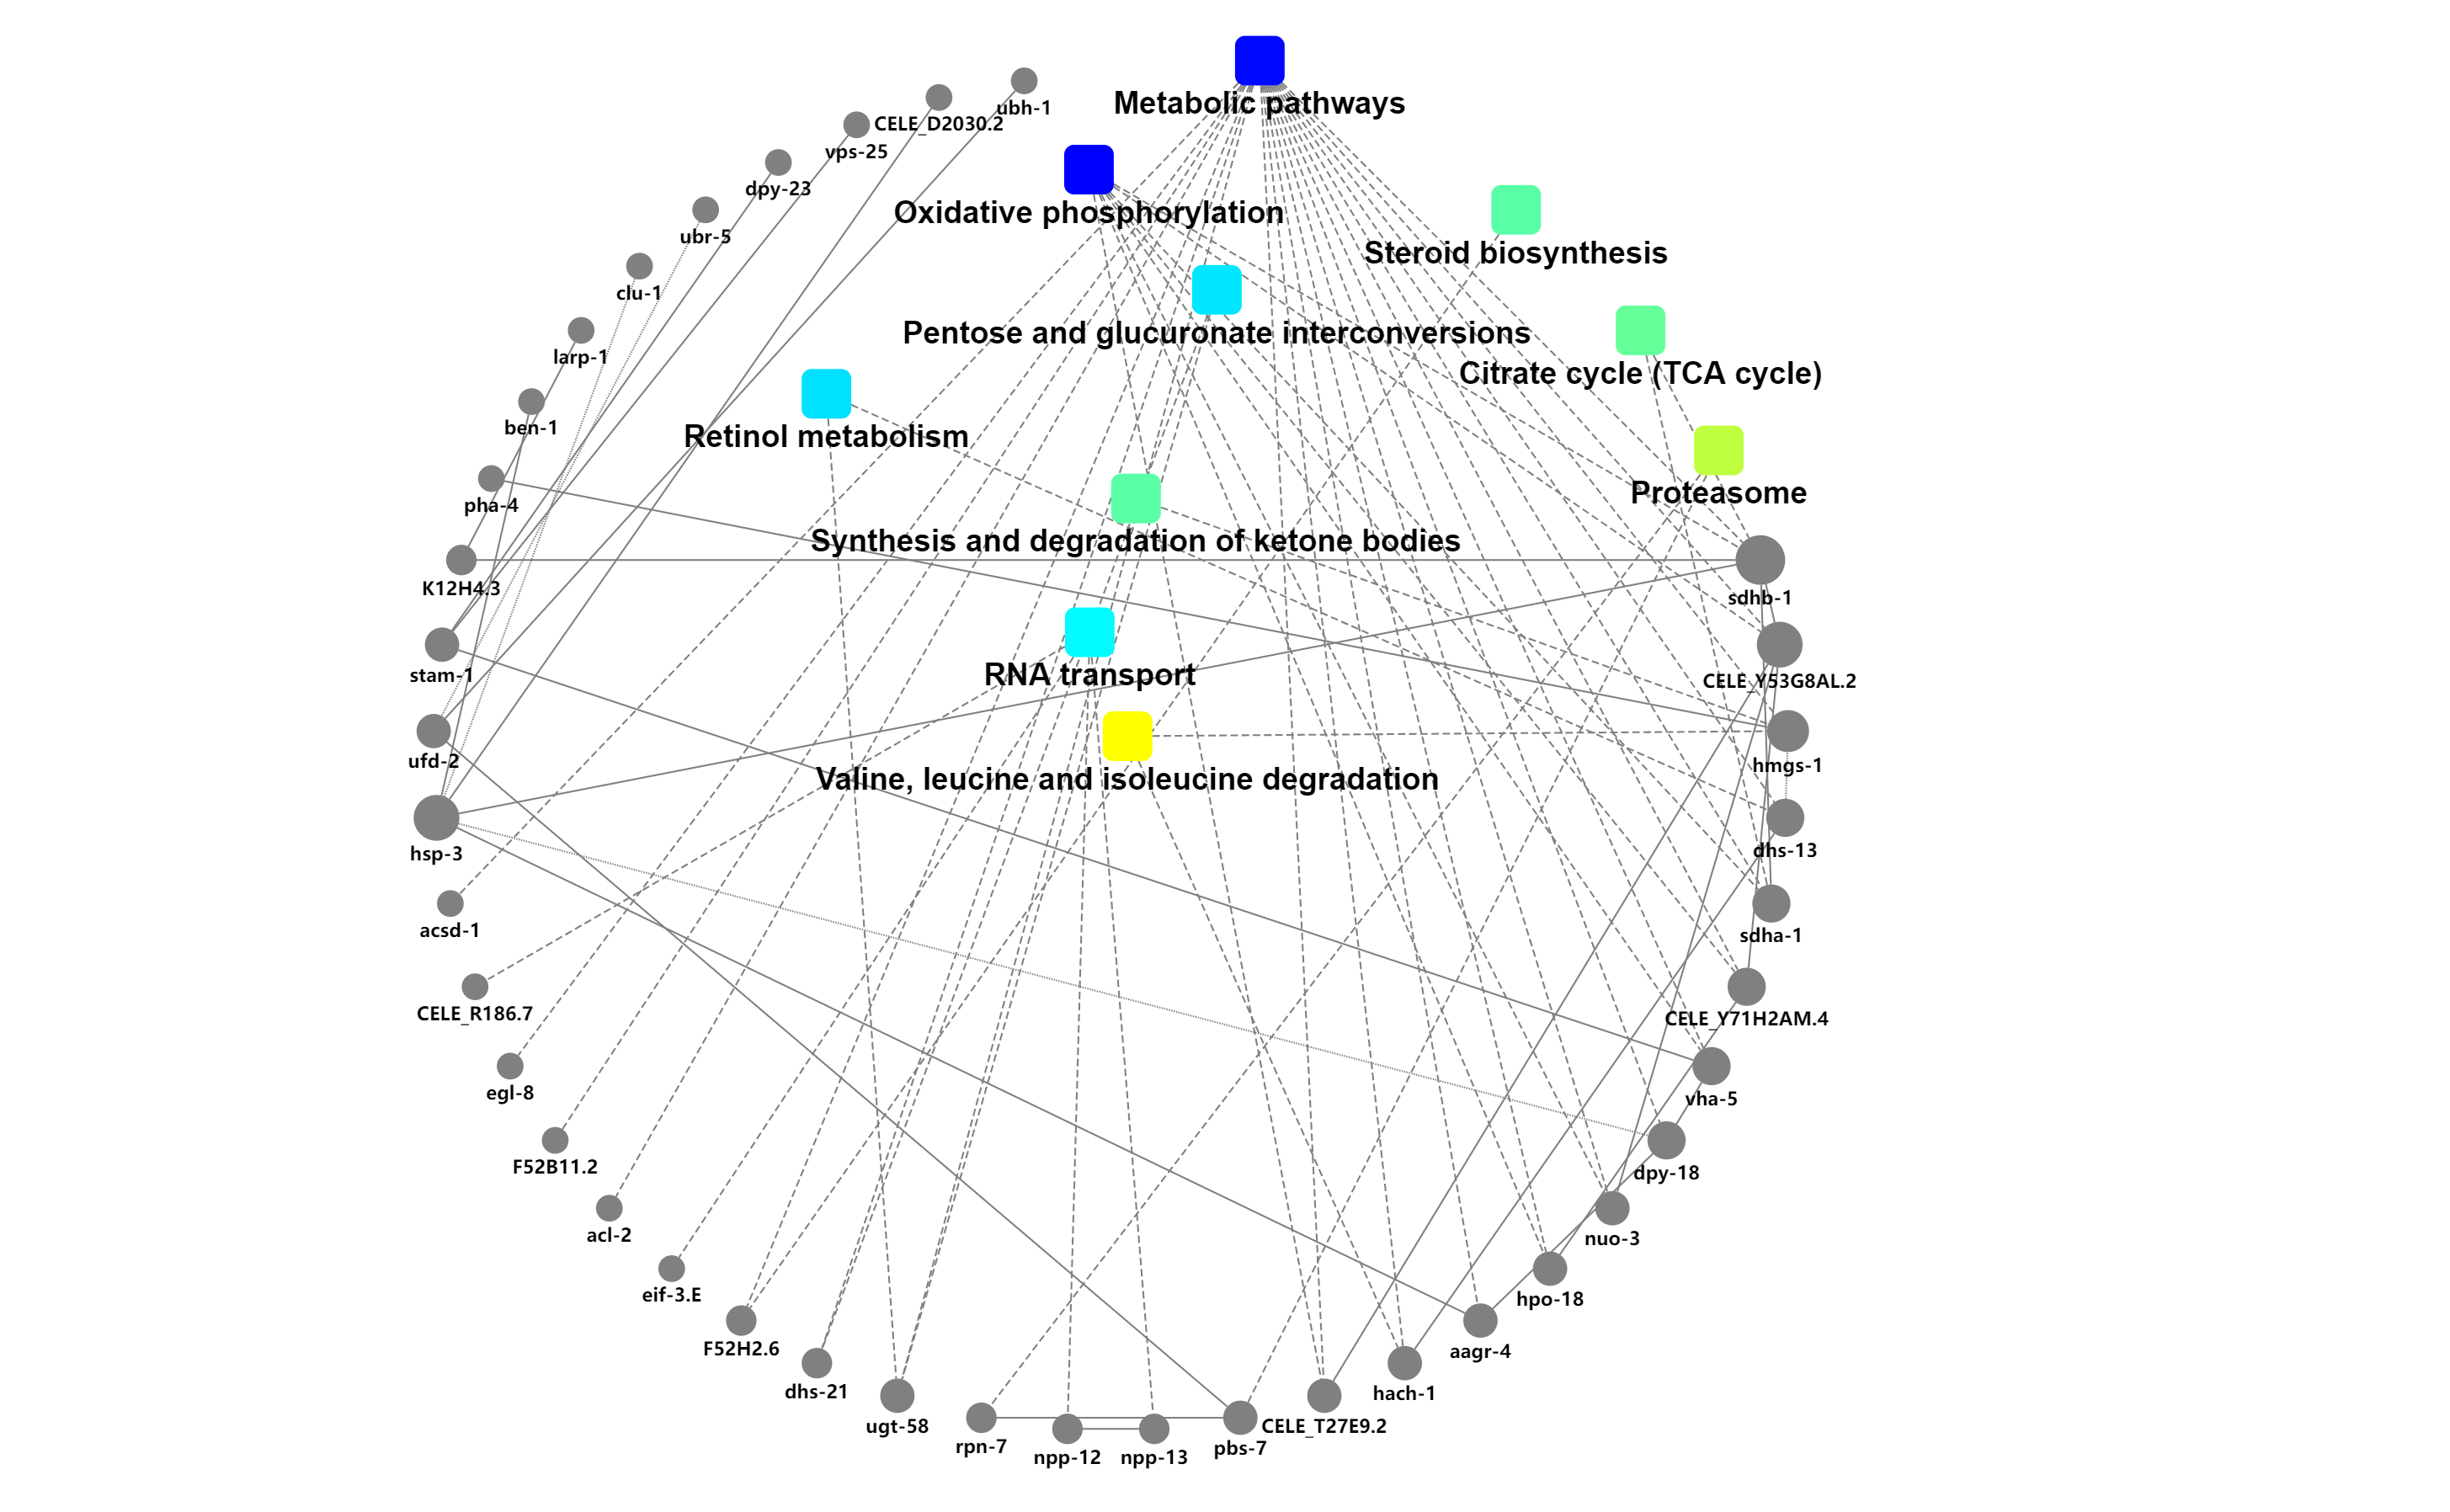 Metabolic pathways
ubh-1
CELE_D2030.2
vps-25
dpy-23
Oxidative phosphorylation
ubr-5
Steroid biosynthesis
clu-1
Pentose and glucuronate interconversions
larp-1
Citrate cycle (TCA cycle)
ben-1
Retinol metabolism
Proteasome
pha-4
Synthesis and degradation of ketone bodies
K12H4.3
sdhb-1
stam-1
RNA transport
CELE_Y53G8AL.2
ufd-2
hmgs-1
Valine, leucine and isoleucine degradation
hsp-3
dhs-13
acsd-1
sdha-1
CELE_R186.7
CELE_Y71H2AM.4
egl-8
vha-5
F52B11.2
dpy-18
acl-2
nuo-3
eif-3.E
hpo-18
F52H2.6
aagr-4
dhs-21
hach-1
ugt-58
CELE_T27E9.2
rpn-7
pbs-7
npp-12
npp-13